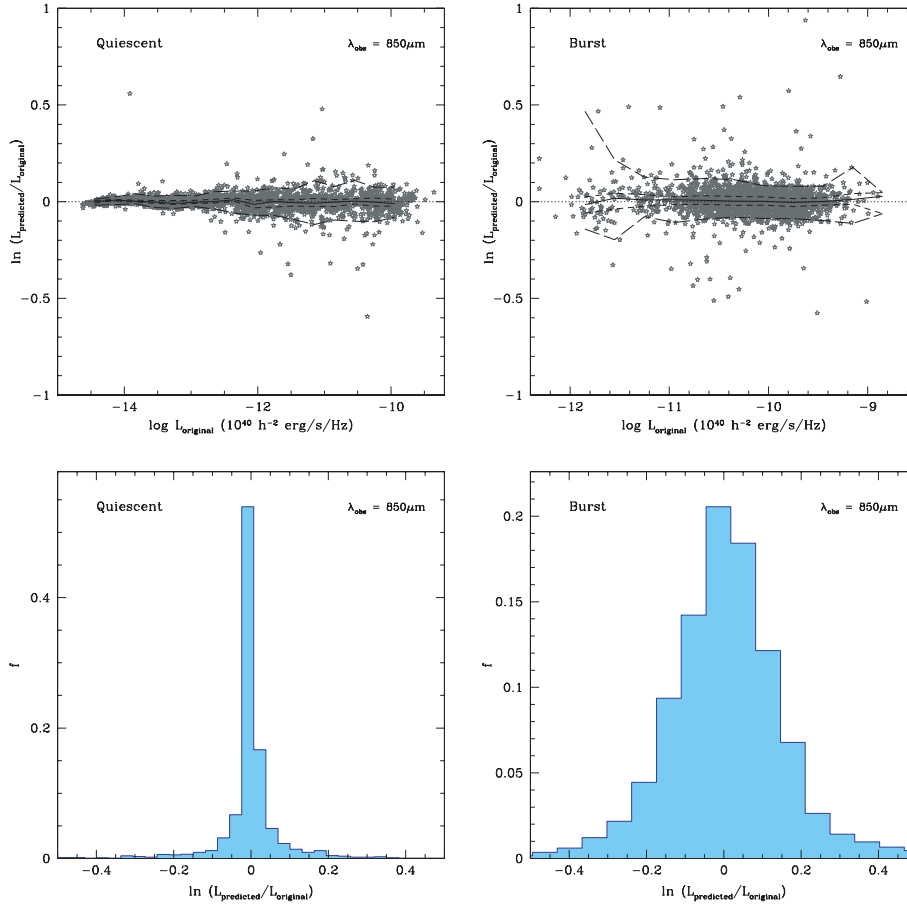 Quiescent
λobs = 850μm
1
0.5
0
−0.5
−1
ln (Lpredicted/Loriginal)
−14
−12
−10
log Loriginal (10⁴⁰ h⁻² erg/s/Hz)
Burst
λobs = 850μm
1
0.5
0
−0.5
−1
ln (Lpredicted/Loriginal)
−12
−11
−10
−9
log Loriginal (10⁴⁰ h⁻² erg/s/Hz)
Quiescent
λobs = 850μm
0.4
0.2
0
f
−0.4
−0.2
0
0.2
0.4
ln (Lpredicted/Loriginal)
Burst
λobs = 850μm
0.2
0.15
0.1
0.05
0
f
−0.4
−0.2
0
0.2
0.4
ln (Lpredicted/Loriginal)